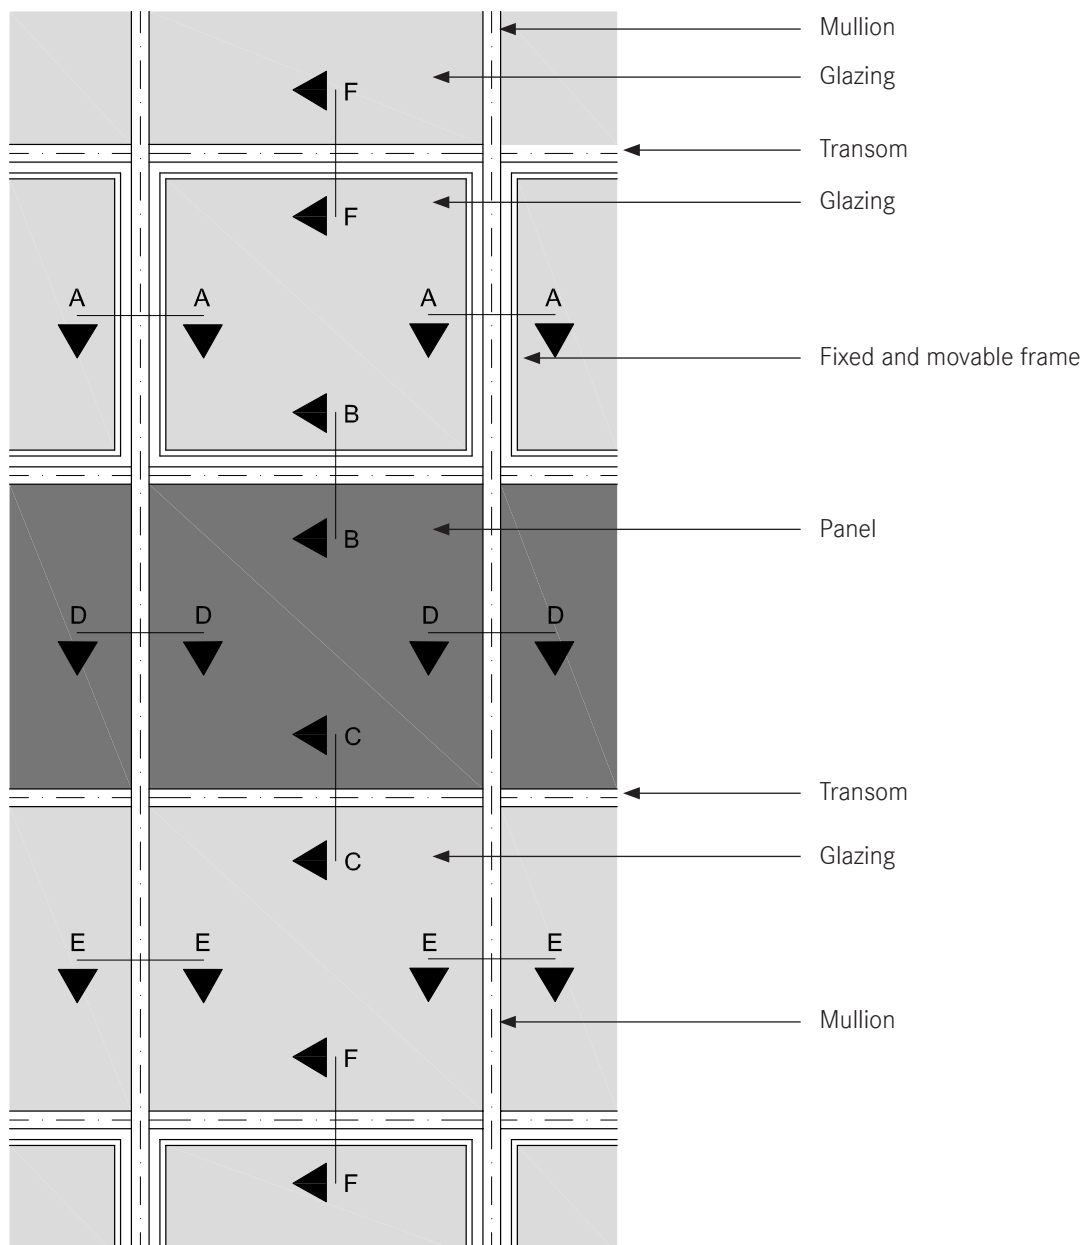 Mullion
Glazing
F
Transom
Glazing
F
A A A A
Fixed and movable frame
B
Panel
B
D D D D
C
Transom
Glazing
C
E E E E
Mullion
F
F